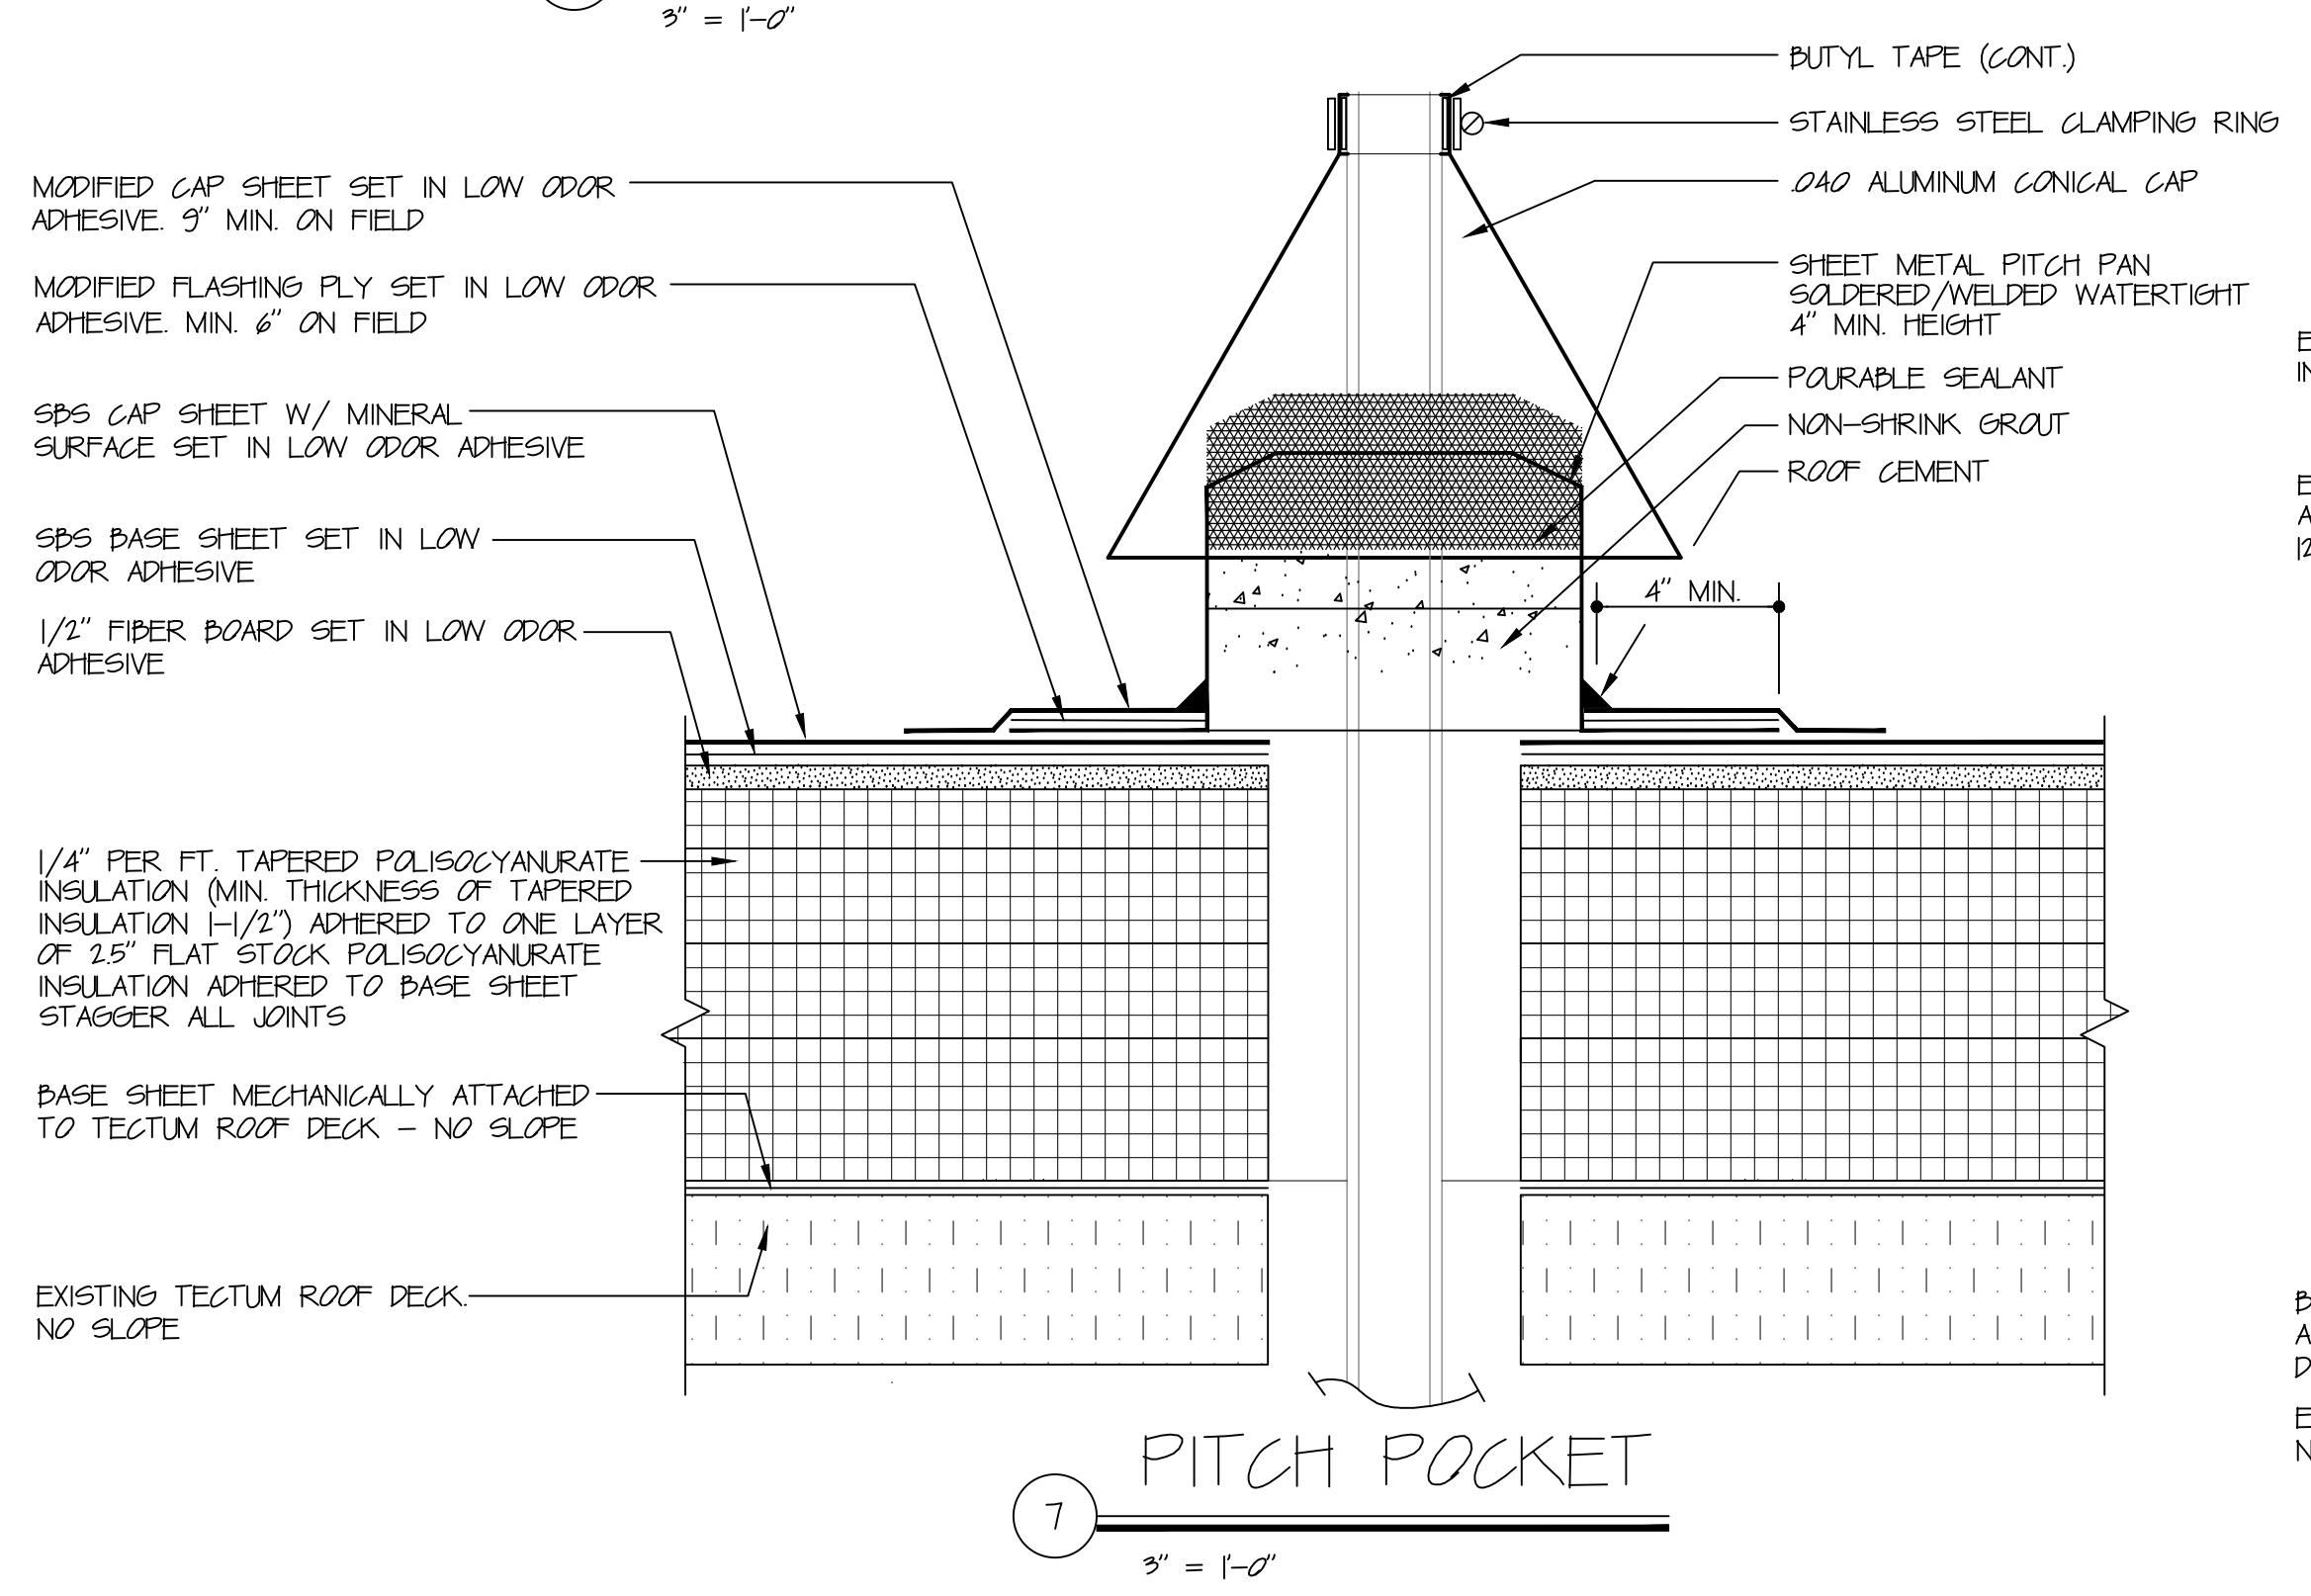 3" = 1'-0"
MODIFIED CAP SHEET SET IN LOW ODOR
ADHESIVE. 9" MIN. ON FIELD
MODIFIED FLASHING PLY SET IN LOW ODOR
ADHESIVE. MIN. 6" ON FIELD
SBS CAP SHEET W/ MINERAL
SURFACE SET IN LOW ODOR ADHESIVE
SBS BASE SHEET SET IN LOW
ODOR ADHESIVE
1/2" FIBER BOARD SET IN LOW ODOR
ADHESIVE
1/4" PER FT. TAPERED POLISOCYANURATE
INSULATION (MIN. THICKNESS OF TAPERED
INSULATION 1-1/2") ADHERED TO ONE LAYER
OF 2.5" FLAT STOCK POLISOCYANURATE
INSULATION ADHERED TO BASE SHEET
STAGGER ALL JOINTS
BASE SHEET MECHANICALLY ATTACHED
TO TECTUM ROOF DECK - NO SLOPE
EXISTING TECTUM ROOF DECK.
NO SLOPE
BUTYL TAPE (CONT.)
STAINLESS STEEL CLAMPING RING
.040 ALUMINUM CONICAL CAP
SHEET METAL PITCH PAN
SOLDERED/WELDED WATERTIGHT
4" MIN. HEIGHT
POURABLE SEALANT
NON-SHRINK GROUT
ROOF CEMENT
4" MIN.
PITCH POCKET
7
3" = 1'-0"